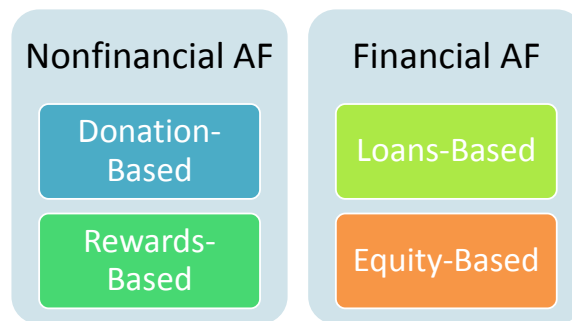 Nonfinancial AF
Donation-
Based
Rewards-
Based
Financial AF
Loans-Based
Equity-Based